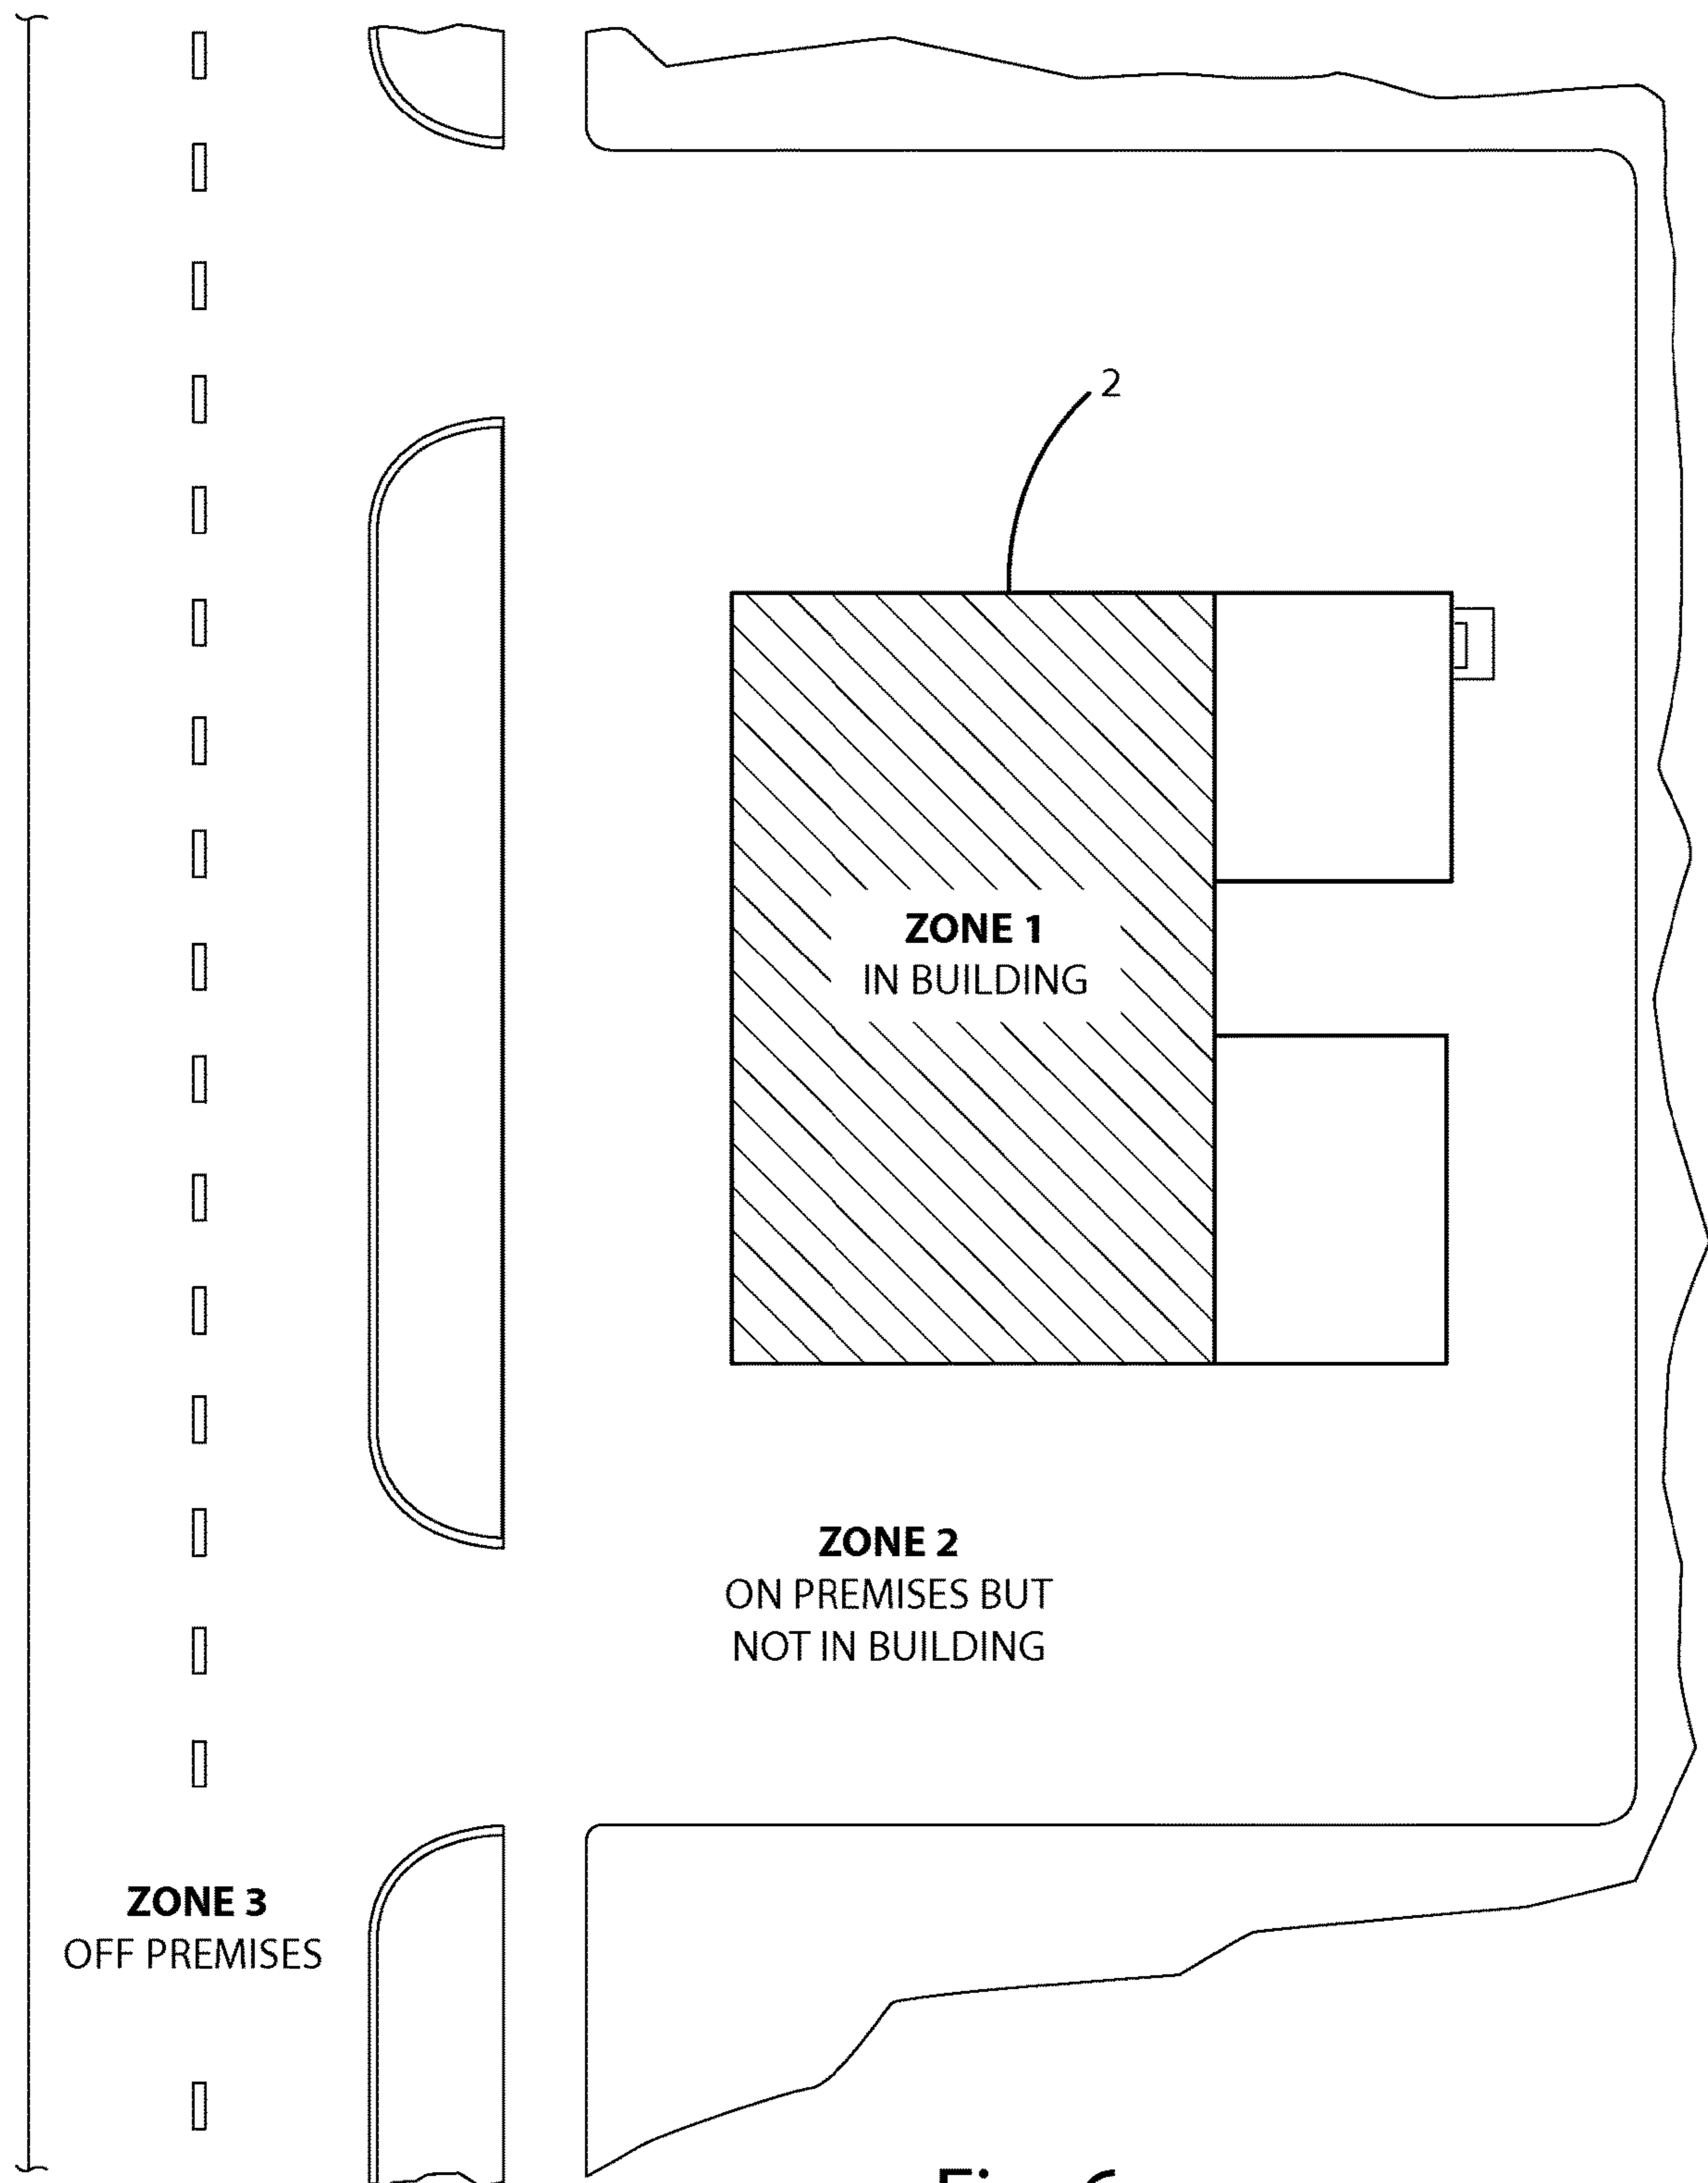 2
ZONE 1
IN BUILDING
ZONE 2
ON PREMISES BUT
NOT IN BUILDING
ZONE 3
OFF PREMISES